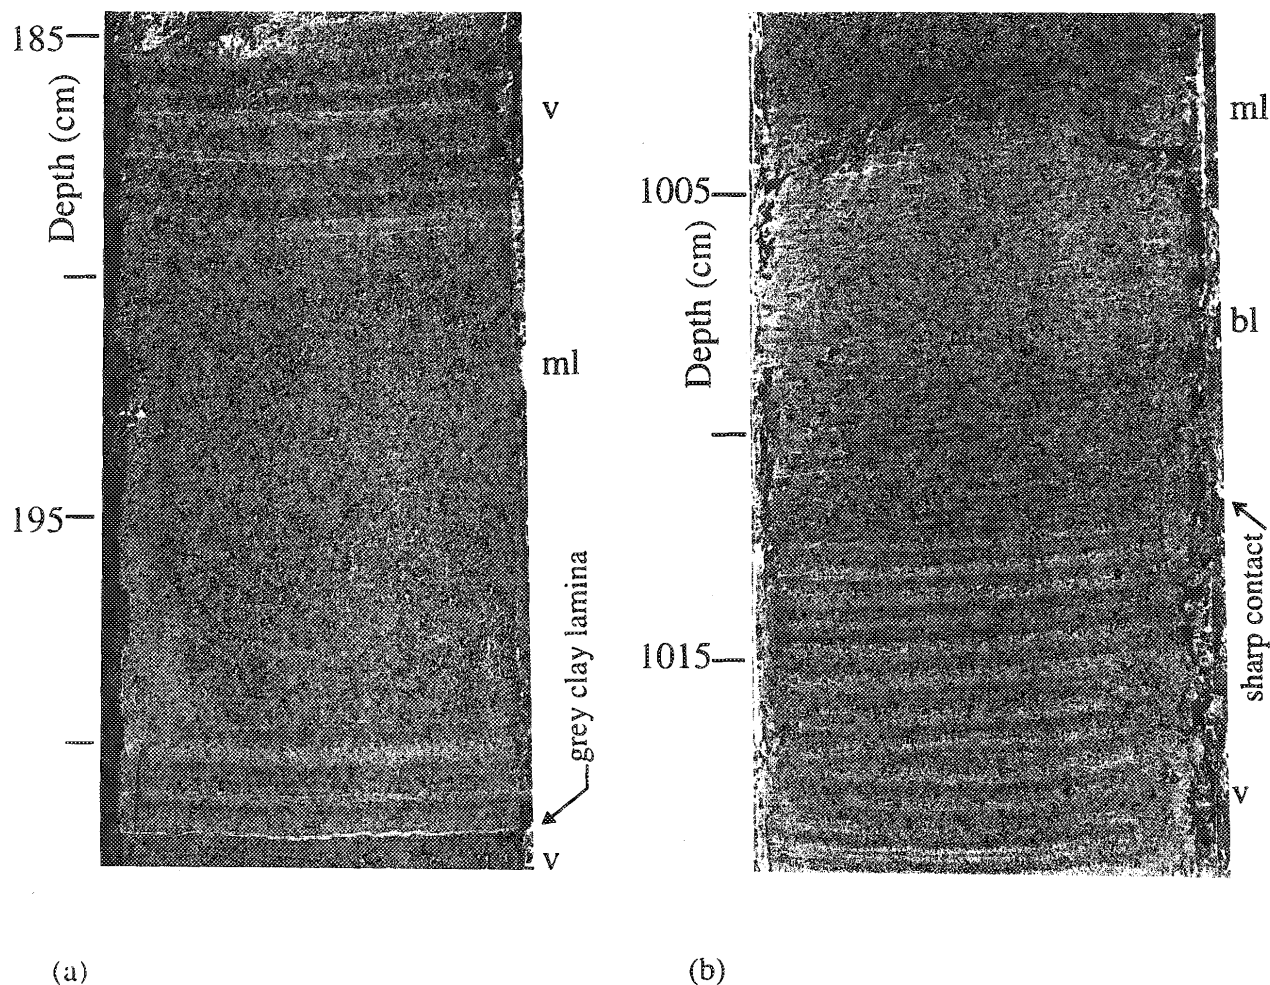 185
Depth (cm)
v
ml
195
grey clay lamina
v
(a)
ml
1005
Depth (cm)
bl
sharp contact
1015
v
(b)